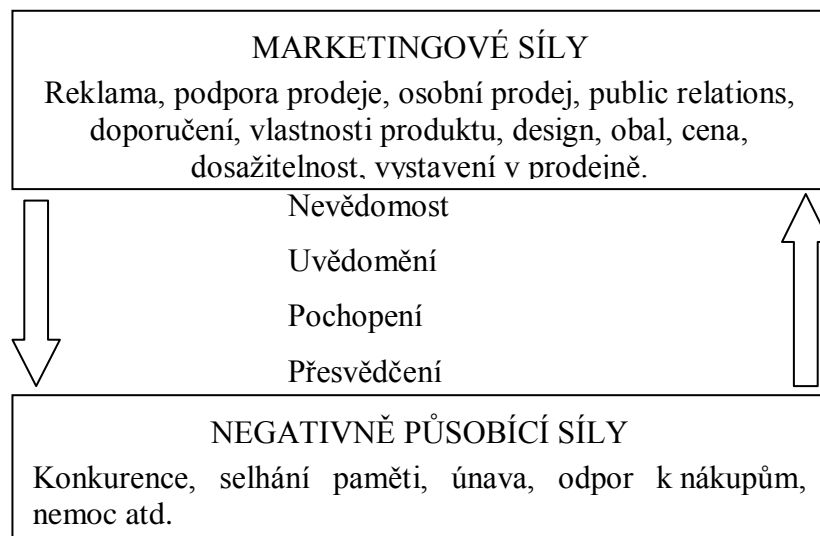 MARKETINGOVÉ SÍLY
Reklama, podpora prodeje, osobní prodej, public relations,
doporučení, vlastnosti produktu, design, obal, cena,
dosažitelnost, vystavení v prodejně.
Nevědomost
Uvědomění
Pochopení
Přesvědčení
NEGATIVNĚ PŮSOBÍCÍ SÍLY
Konkurence, selhání paměti, únava, odpor k nákupům,
nemoc atd.